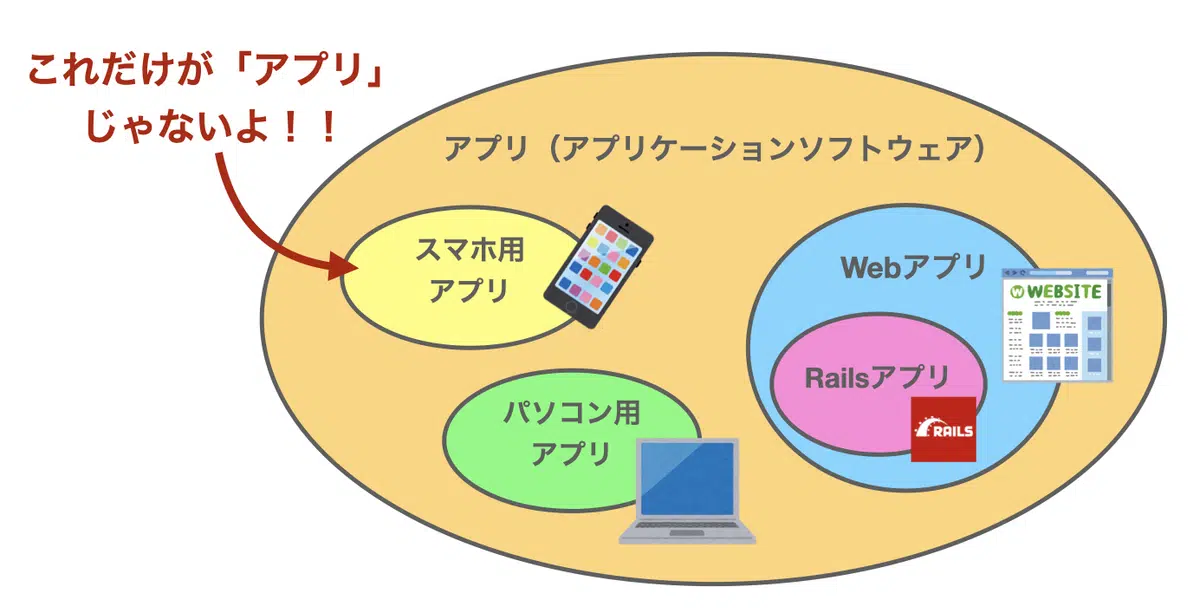 これだけが「アプリ」
じゃないよ！！
アプリ（アプリケーションソフトウェア）
スマホ用
アプリ
Webアプリ
WEBSITE
Railsアプリ
RAILS
パソコン用
アプリ